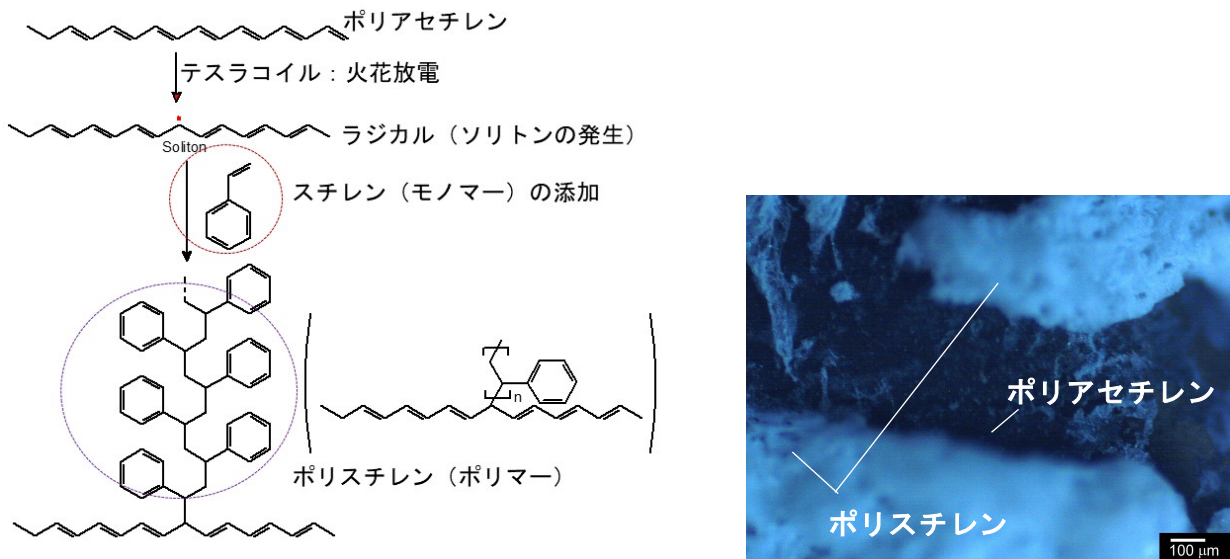 ポリアセチレン
テスラコイル：火花放電
ラジカル（ソリトンの発生）
Soliton
スチレン（モノマー）の添加
n
ポリスチレン（ポリマー）
ポリアセチレン
ポリスチレン
100 μm